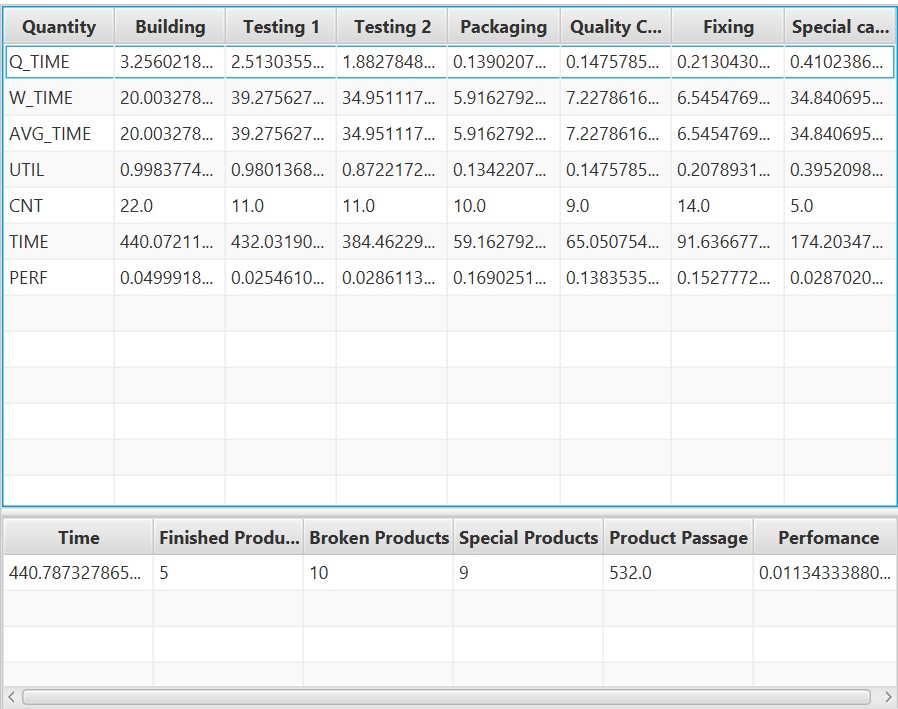 Quantity Building Testing 1 Testing 2 Packaging Quality C... Fixing Special ca...
Q_TIME 3.2560218... 2.5130355... 1.8827848... 0.1390207... 0.1475785... 0.2130430... 0.4102386...
W_TIME 20.003278... 39.275627... 34.951117... 5.9162792... 7.2278616... 6.5454769... 34.840695...
AVG_TIME 20.003278... 39.275627... 34.951117... 5.9162792... 7.2278616... 6.5454769... 34.840695...
UTIL 0.9983774... 0.9801368... 0.8722172... 0.1342207... 0.1475785... 0.2078931... 0.3952098...
CNT 22.0 11.0 11.0 10.0 9.0 14.0 5.0
TIME 440.07211... 432.03190... 384.46229... 59.162792... 65.050754... 91.636677... 174.20347...
PERF 0.0499918... 0.0254610... 0.0286113... 0.1690251... 0.1383535... 0.1527772... 0.0287020...
Time Finished Produ... Broken Products Special Products Product Passage Perfomance
440.787327865... 5 10 9 532.0 0.01134333880...